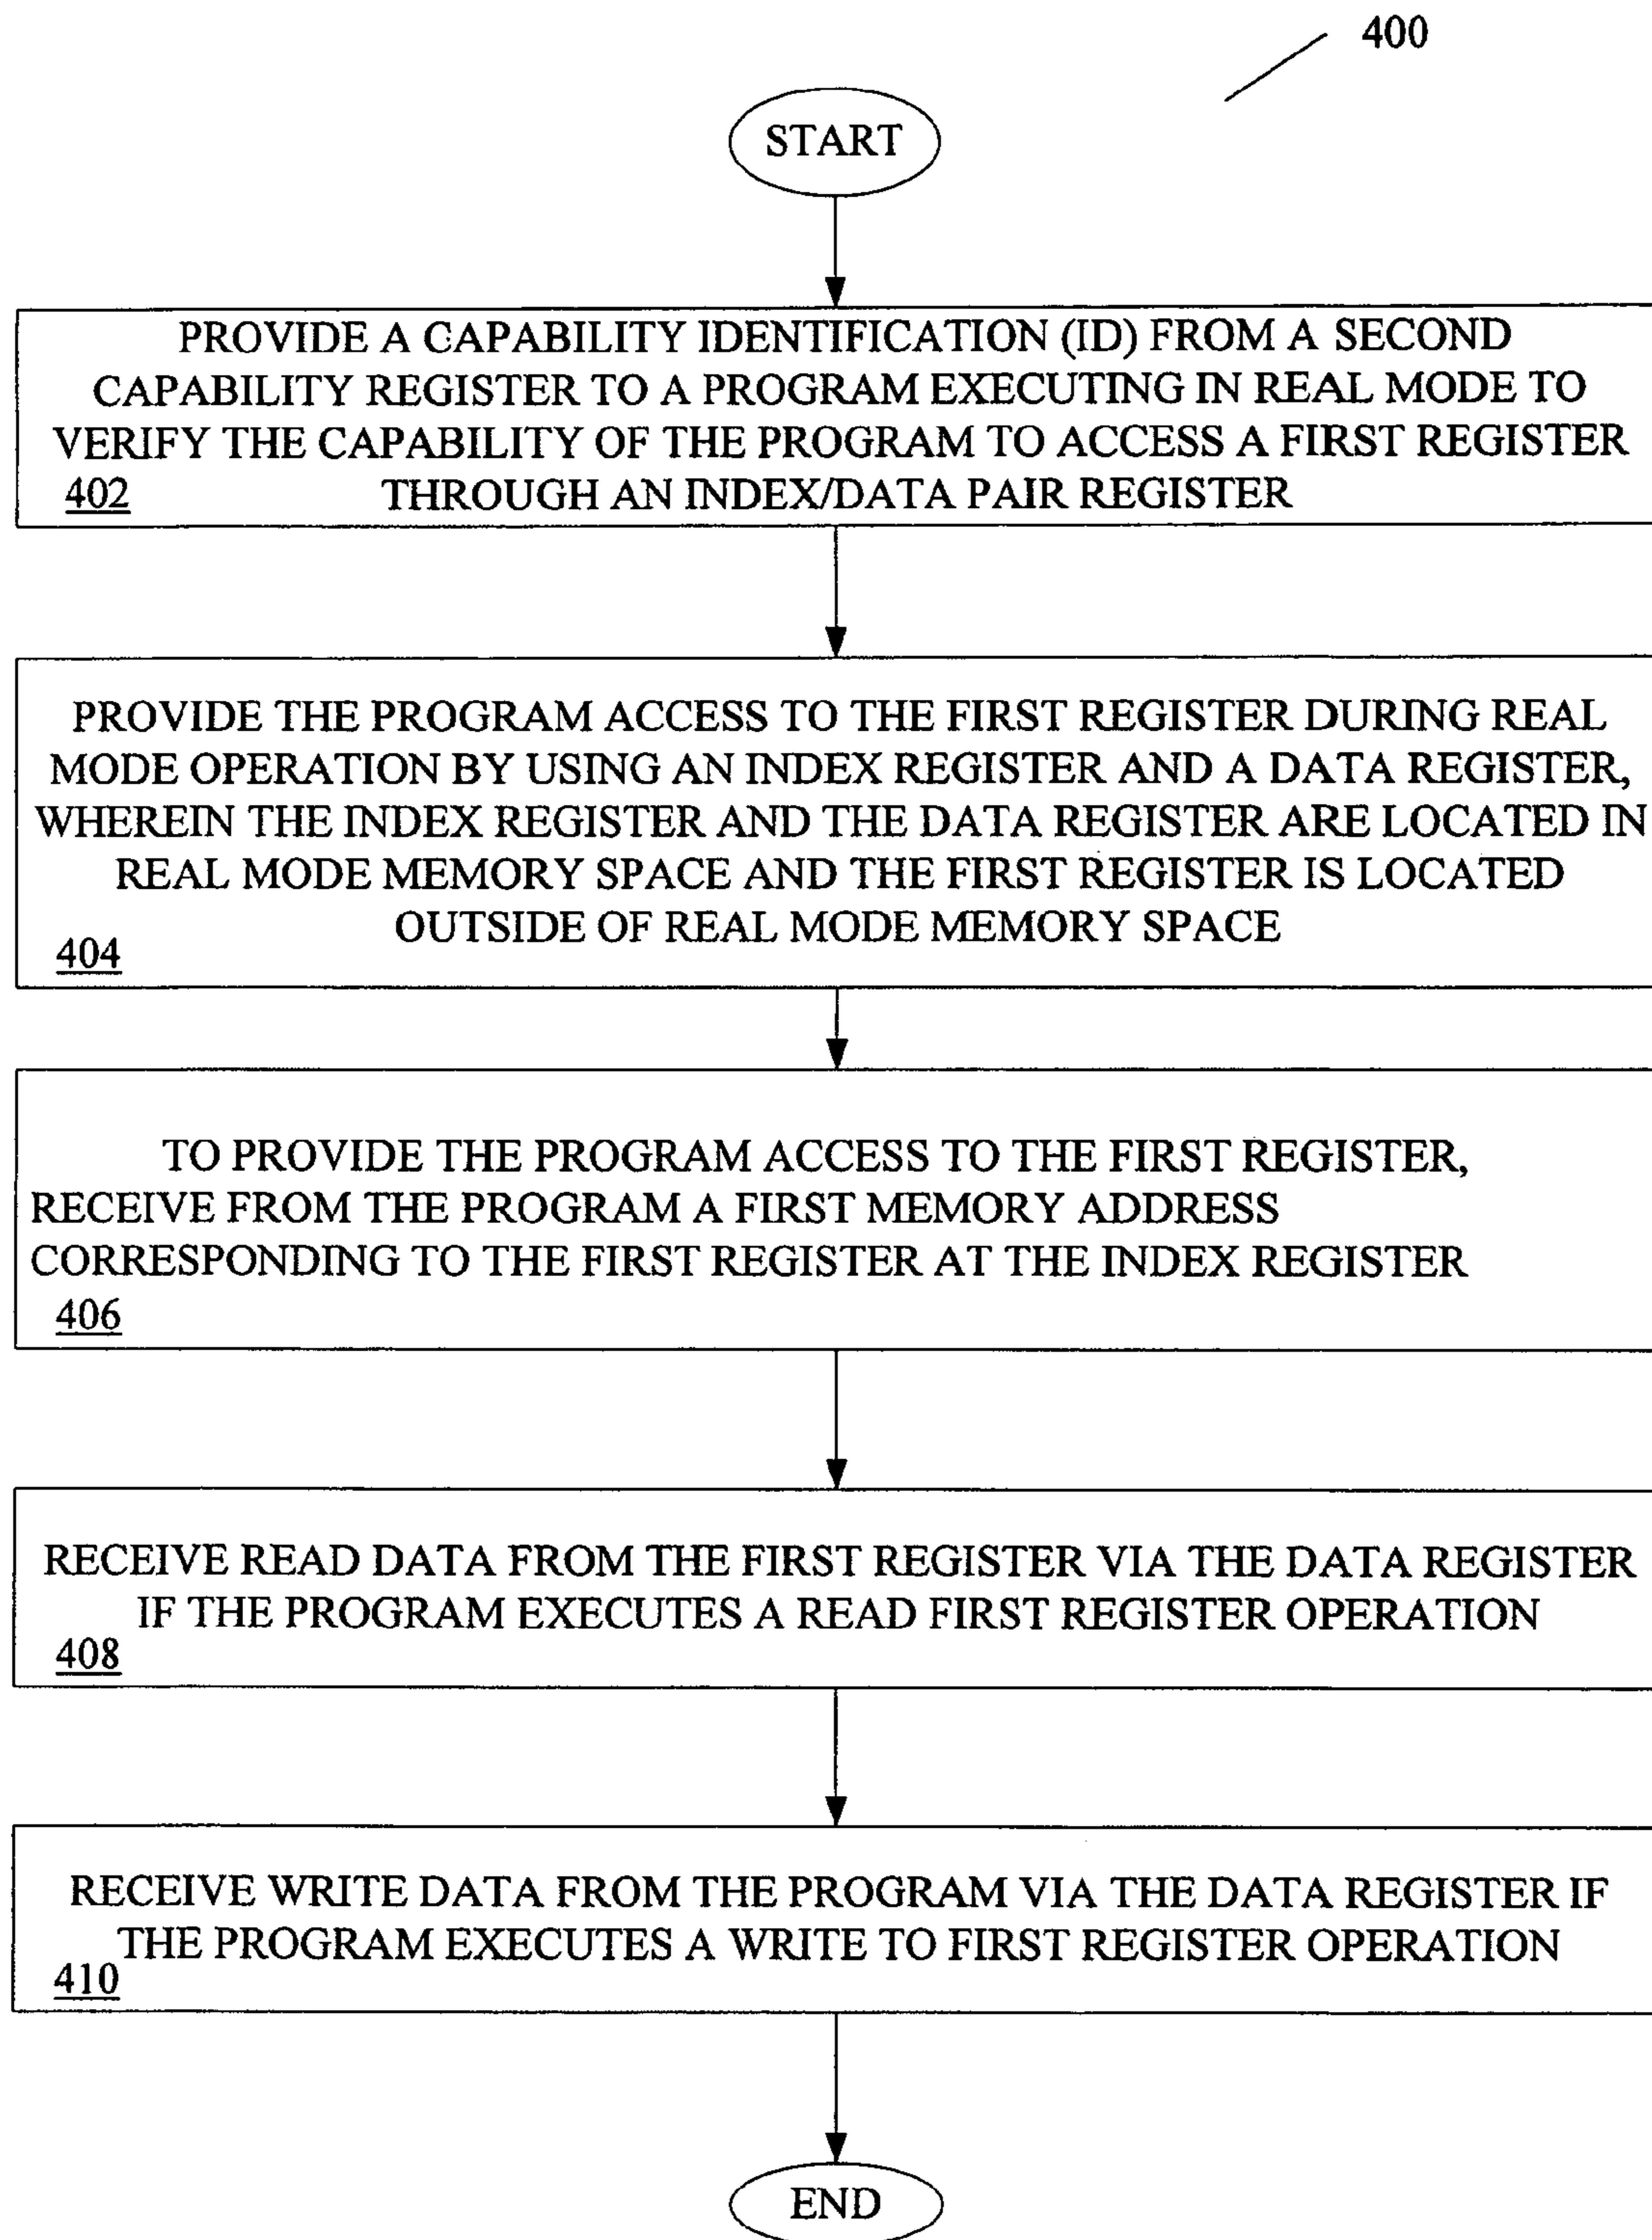 400
START
PROVIDE A CAPABILITY IDENTIFICATION (ID) FROM A SECOND
CAPABILITY REGISTER TO A PROGRAM EXECUTING IN REAL MODE TO
VERIFY THE CAPABILITY OF THE PROGRAM TO ACCESS A FIRST REGISTER
402 THROUGH AN INDEX/DATA PAIR REGISTER
PROVIDE THE PROGRAM ACCESS TO THE FIRST REGISTER DURING REAL
MODE OPERATION BY USING AN INDEX REGISTER AND A DATA REGISTER,
WHEREIN THE INDEX REGISTER AND THE DATA REGISTER ARE LOCATED IN
REAL MODE MEMORY SPACE AND THE FIRST REGISTER IS LOCATED
OUTSIDE OF REAL MODE MEMORY SPACE
404
TO PROVIDE THE PROGRAM ACCESS TO THE FIRST REGISTER,
RECEIVE FROM THE PROGRAM A FIRST MEMORY ADDRESS
CORRESPONDING TO THE FIRST REGISTER AT THE INDEX REGISTER
406
RECEIVE READ DATA FROM THE FIRST REGISTER VIA THE DATA REGISTER
IF THE PROGRAM EXECUTES A READ FIRST REGISTER OPERATION
408
RECEIVE WRITE DATA FROM THE PROGRAM VIA THE DATA REGISTER IF
THE PROGRAM EXECUTES A WRITE TO FIRST REGISTER OPERATION
410
END